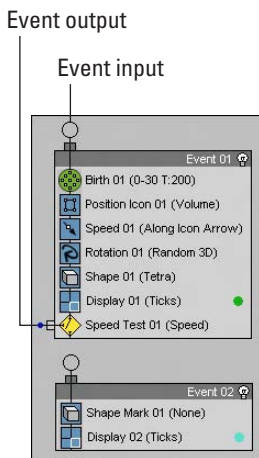 Event output
Event input
Event 01
Birth 01 (0-30 T:200)
Position Icon 01 (Volume)
Speed 01 (Along Icon Arrow)
Rotation 01 (Random 3D)
Shape 01 (Tetra)
Display 01 (Ticks)
Speed Test 01 (Speed)
Event 02
Shape Mark 01 (None)
Display 02 (Ticks)